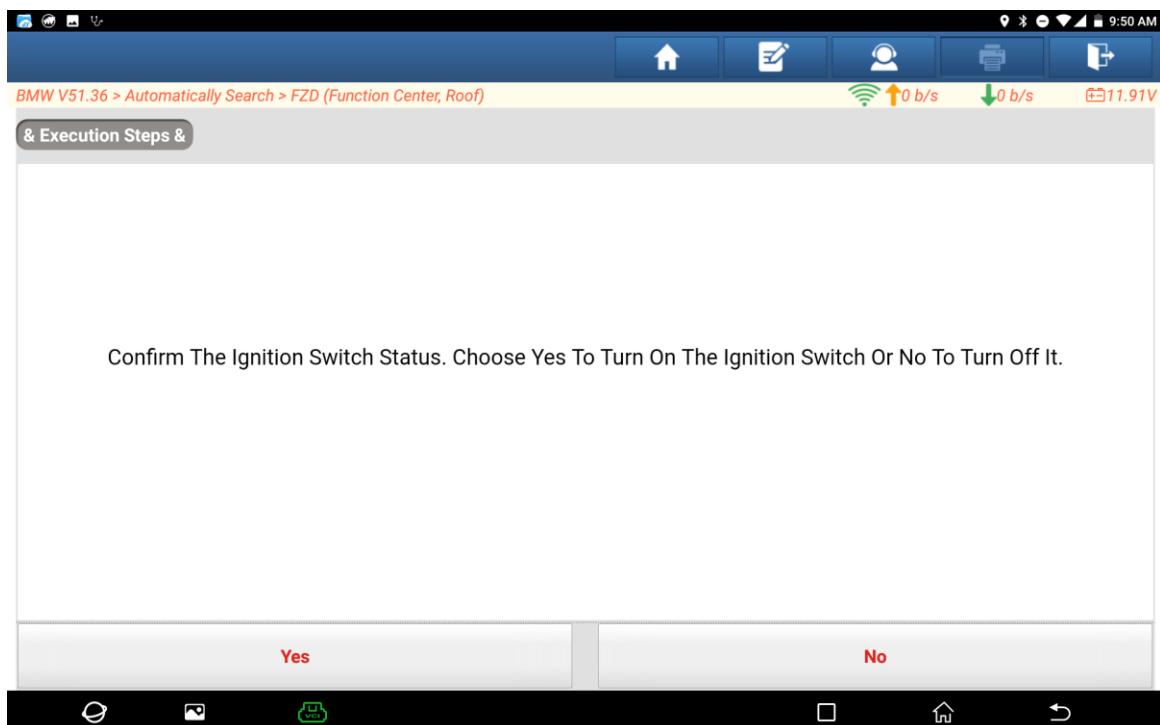 9:50 AM
BMW V51.36 > Automatically Search > FZD (Function Center, Roof)
0 b/s
0 b/s
11.91V
& Execution Steps &
Confirm The Ignition Switch Status. Choose Yes To Turn On The Ignition Switch Or No To Turn Off It.
Yes
No
VCI